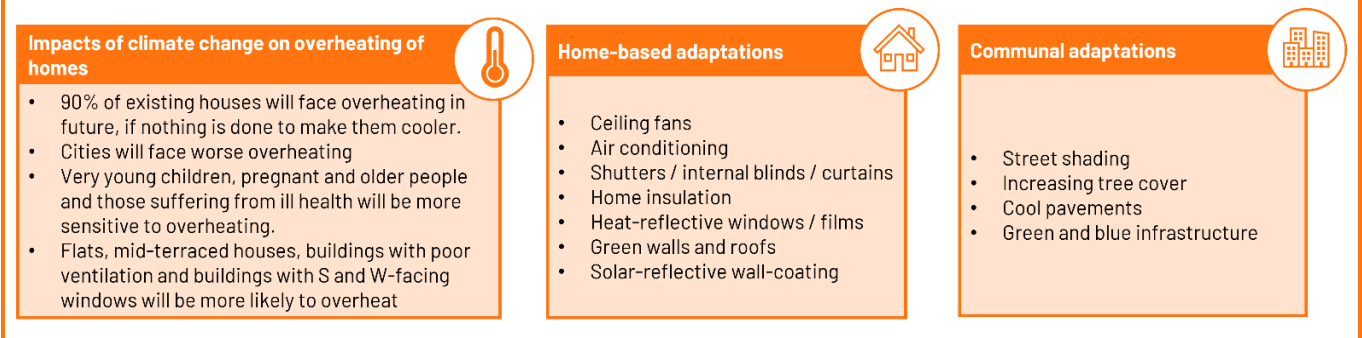 Impacts of climate change on overheating of
homes
• 90% of existing houses will face overheating in
future, if nothing is done to make them cooler.
• Cities will face worse overheating
• Very young children, pregnant and older people
and those suffering from ill health will be more
sensitive to overheating.
• Flats, mid-terraced houses, buildings with poor
ventilation and buildings with S and W-facing
windows will be more likely to overheat
Home-based adaptations
• Ceiling fans
• Air conditioning
• Shutters / internal blinds / curtains
• Home insulation
• Heat-reflective windows / films
• Green walls and roofs
• Solar-reflective wall-coating
Communal adaptations
• Street shading
• Increasing tree cover
• Cool pavements
• Green and blue infrastructure